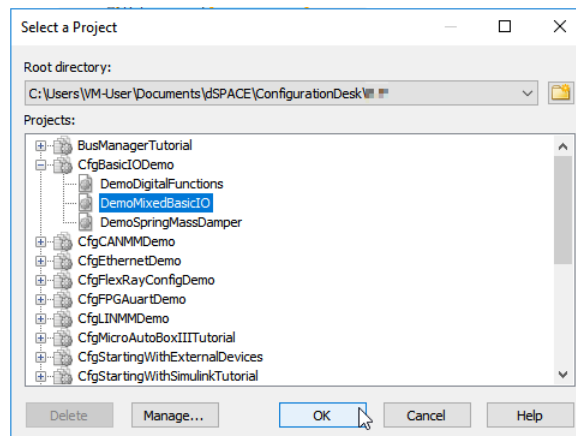 Select a Project
Root directory:
C:\Users\VM-User\Documents\dSPACE\ConfigurationDesk\
Projects:
BusManagerTutorial
CfgBasicIODemo
DemoDigitalFunctions
DemoMixedBasicIO
DemoSpringMassDamper
CfgCANMMDemo
CfgEthernetDemo
CfgFlexRayConfigDemo
CfgFPGAuartDemo
CfgLINMMDemo
CfgMicroAutoBoxIIITutorial
CfgStartingWithExternalDevices
CfgStartingWithSimulinkTutorial
Delete Manage... OK Cancel Help